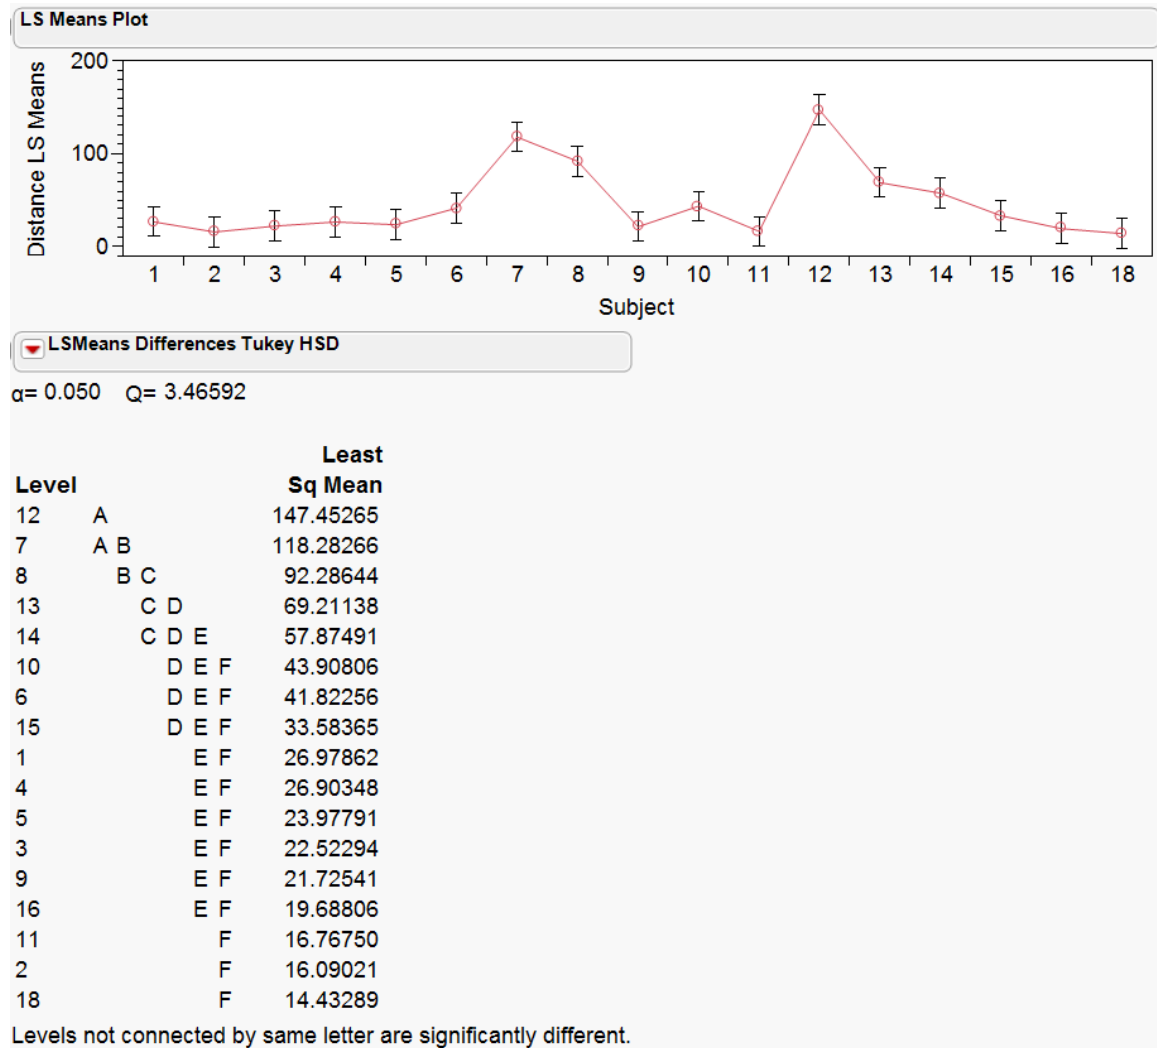 LS Means Plot
Distance LS Means
200
100
0
1 2 3 4 5 6 7 8 9 10 11 12 13 14 15 16 18
Subject
LSMeans Differences Tukey HSD
α= 0.050 Q= 3.46592
Least
Level Sq Mean
12 A 147.45265
7 A B 118.28266
8 B C 92.28644
13 C D 69.21138
14 C D E 57.87491
10 D E F 43.90806
6 D E F 41.82256
15 D E F 33.58365
1 E F 26.97862
4 E F 26.90348
5 E F 23.97791
3 E F 22.52294
9 E F 21.72541
16 E F 19.68806
11 F 16.76750
2 F 16.09021
18 F 14.43289
Levels not connected by same letter are significantly different.